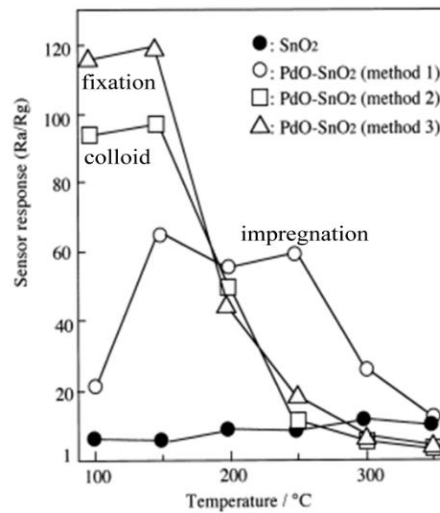 120
100
80
60
40
20
1
Sensor response (Ra/Rg)
fixation
colloid
impregnation
: SnO₂
: PdO-SnO₂ (method 1)
: PdO-SnO₂ (method 2)
: PdO-SnO₂ (method 3)
100 200 300
Temperature / °C